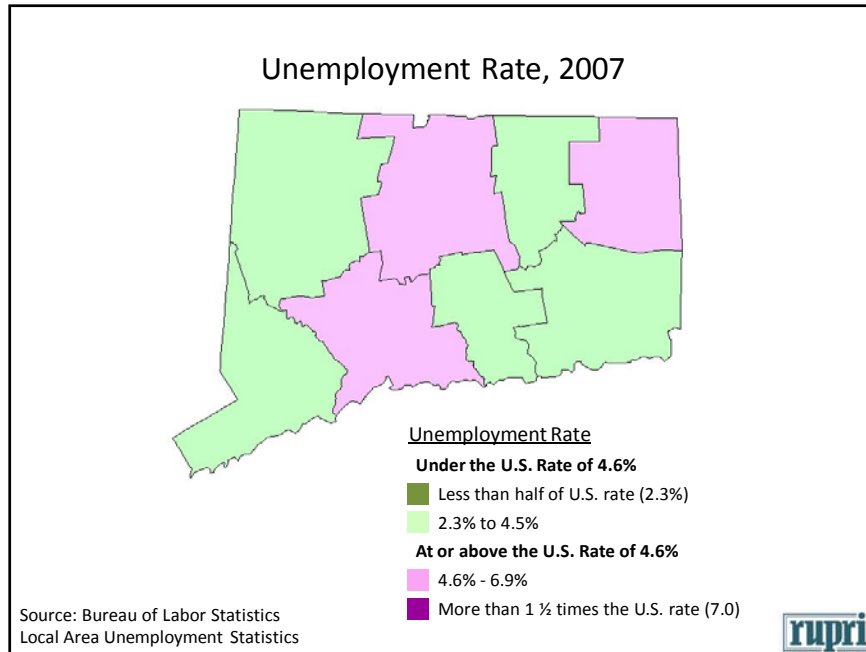 Unemployment Rate, 2007
Unemployment Rate
Under the U.S. Rate of 4.6%
Less than half of U.S. rate (2.3%)
2.3% to 4.5%
At or above the U.S. Rate of 4.6%
4.6% - 6.9%
More than 1 ½ times the U.S. rate (7.0)
Source: Bureau of Labor Statistics
Local Area Unemployment Statistics
rupri